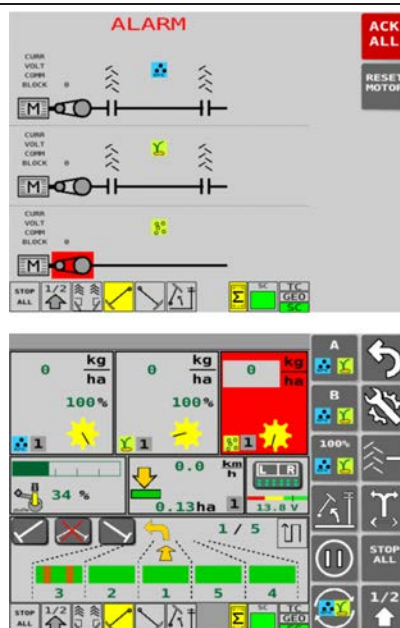 ALARM
ACK
ALL
RESET
MOTOR
CURR
VOLT
COMM
BLOCK 0
M
CURR
VOLT
COMM
BLOCK 0
M
CURR
VOLT
COMM
BLOCK 0
M
STOP
ALL
1/2
Σ
SC
TC
GEO
SC
0 kg
ha
0 kg
ha
0 kg
ha
100%
100%
1
1
1
A
B
100%
34 %
0.0 km
h
0.13ha
1
L R
13.8 V
1 / 5
3 2 1 5 4
STOP
ALL
1/2
STOP
ALL
1/2
Σ
SC
TC
GEO
SC